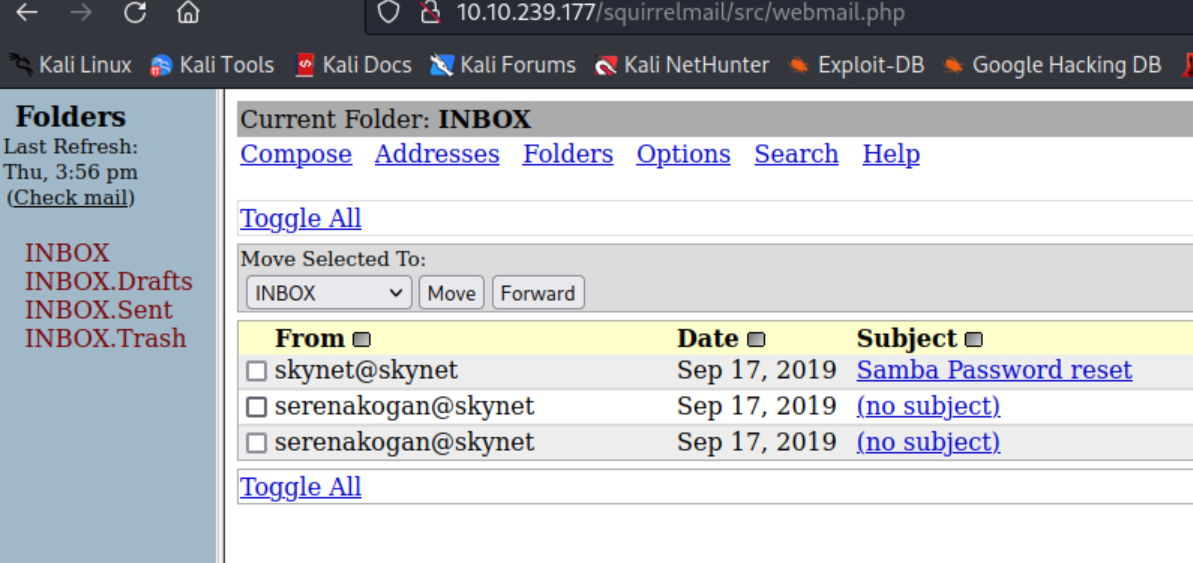 10.10.239.177/squirrelmail/src/webmail.php
Kali Linux Kali Tools Kali Docs Kali Forums Kali NetHunter Exploit-DB Google Hacking DB
Folders
Last Refresh:
Thu, 3:56 pm
(Check mail)
INBOX
INBOX.Drafts
INBOX.Sent
INBOX.Trash
Current Folder: INBOX
Compose Addresses Folders Options Search Help
Toggle All
Move Selected To:
INBOX Move Forward
From Date Subject
skynet@skynet Sep 17, 2019 Samba Password reset
serenakogan@skynet Sep 17, 2019 (no subject)
serenakogan@skynet Sep 17, 2019 (no subject)
Toggle All